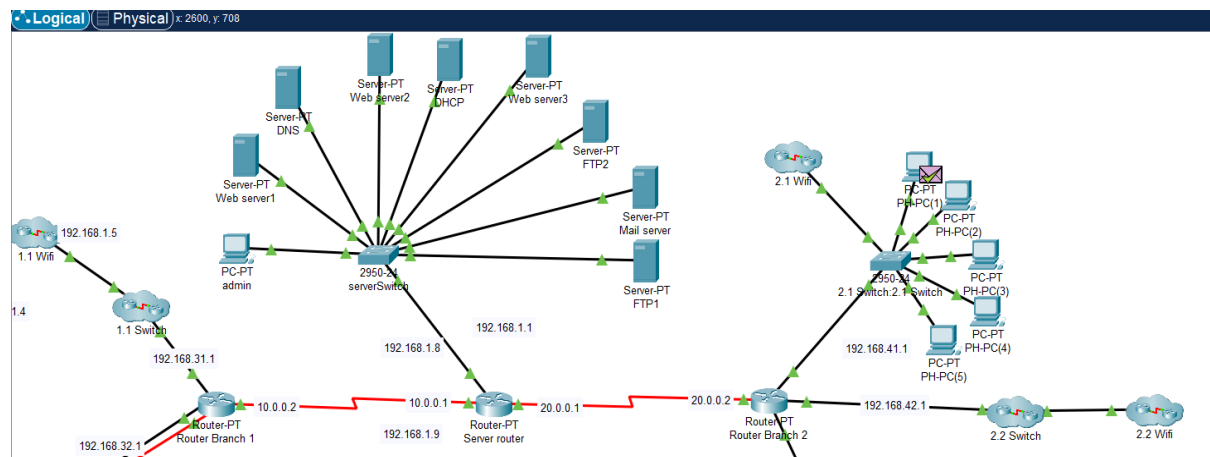 Logical Physical x: 2600, y: 708
Server-PT
Web server2
Server-PT
DHCP
Server-PT
Web server3
Server-PT
DNS
Server-PT
FTP2
Server-PT
Web server1
Server-PT
Mail server
Server-PT
FTP1
PC-PT
admin
2950-24
serverSwitch
192.168.1.5
1.1 Wifi
1.4
1.1 Switch
192.168.31.1
192.168.1.8
192.168.1.1
2.1 Wifi
PC-PT
PH-PC(1)
PC-PT
PH-PC(2)
PC-PT
PH-PC(3)
PC-PT
PH-PC(4)
PC-PT
PH-PC(5)
2950-24
2.1 Switch:2.1 Switch
192.168.41.1
10.0.0.2
10.0.0.1
20.0.0.1
20.0.0.2
192.168.42.1
Router-PT
Router Branch 1
192.168.32.1
192.168.1.9
Router-PT
Server router
Router-PT
Router Branch 2
2.2 Switch
2.2 Wifi